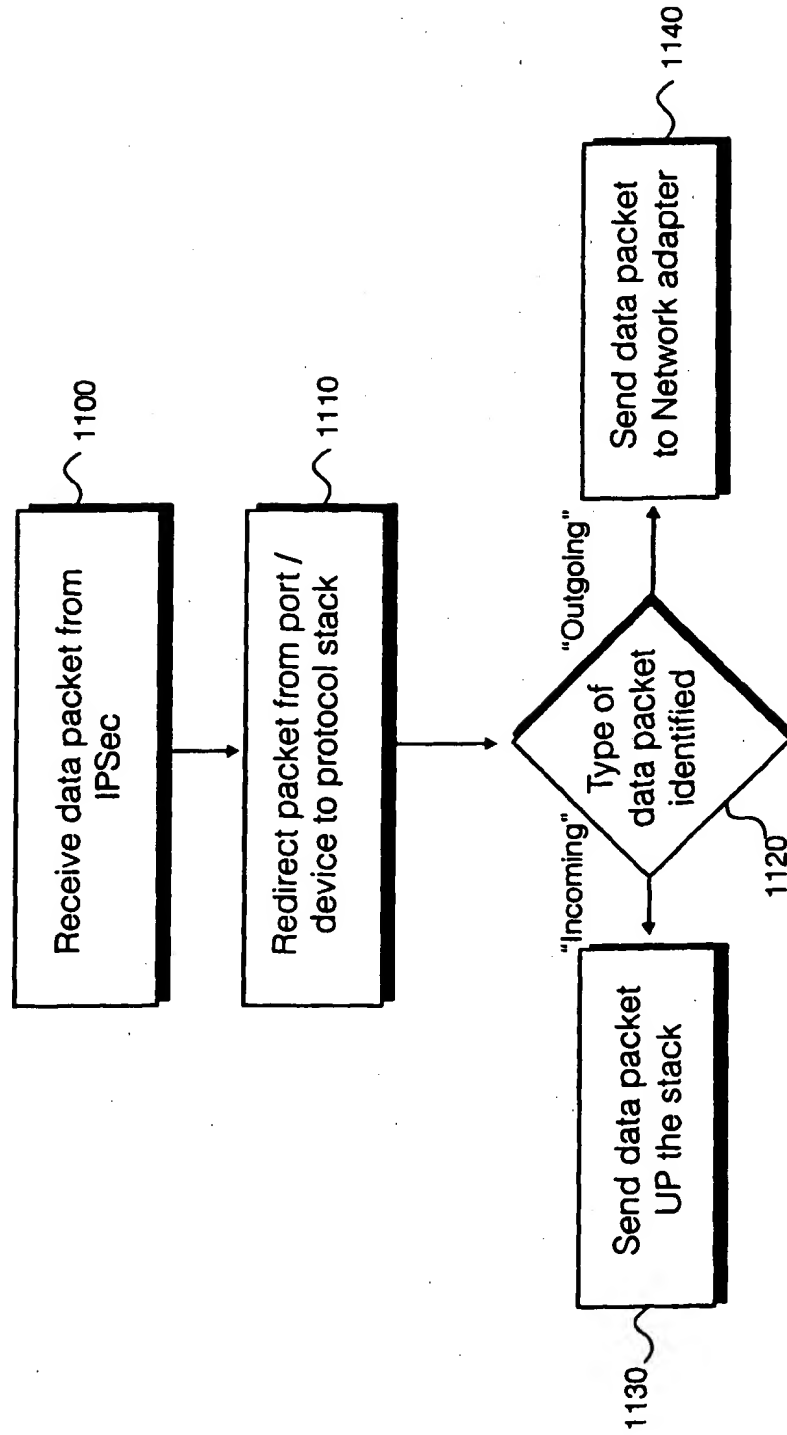 Receive data packet from
IPSec
1100
Redirect packet from port /
device to protocol stack
1110
Type of
data packet
identified
1120
"Incoming"
"Outgoing"
Send data packet
UP the stack
1130
Send data packet
to Network adapter
1140